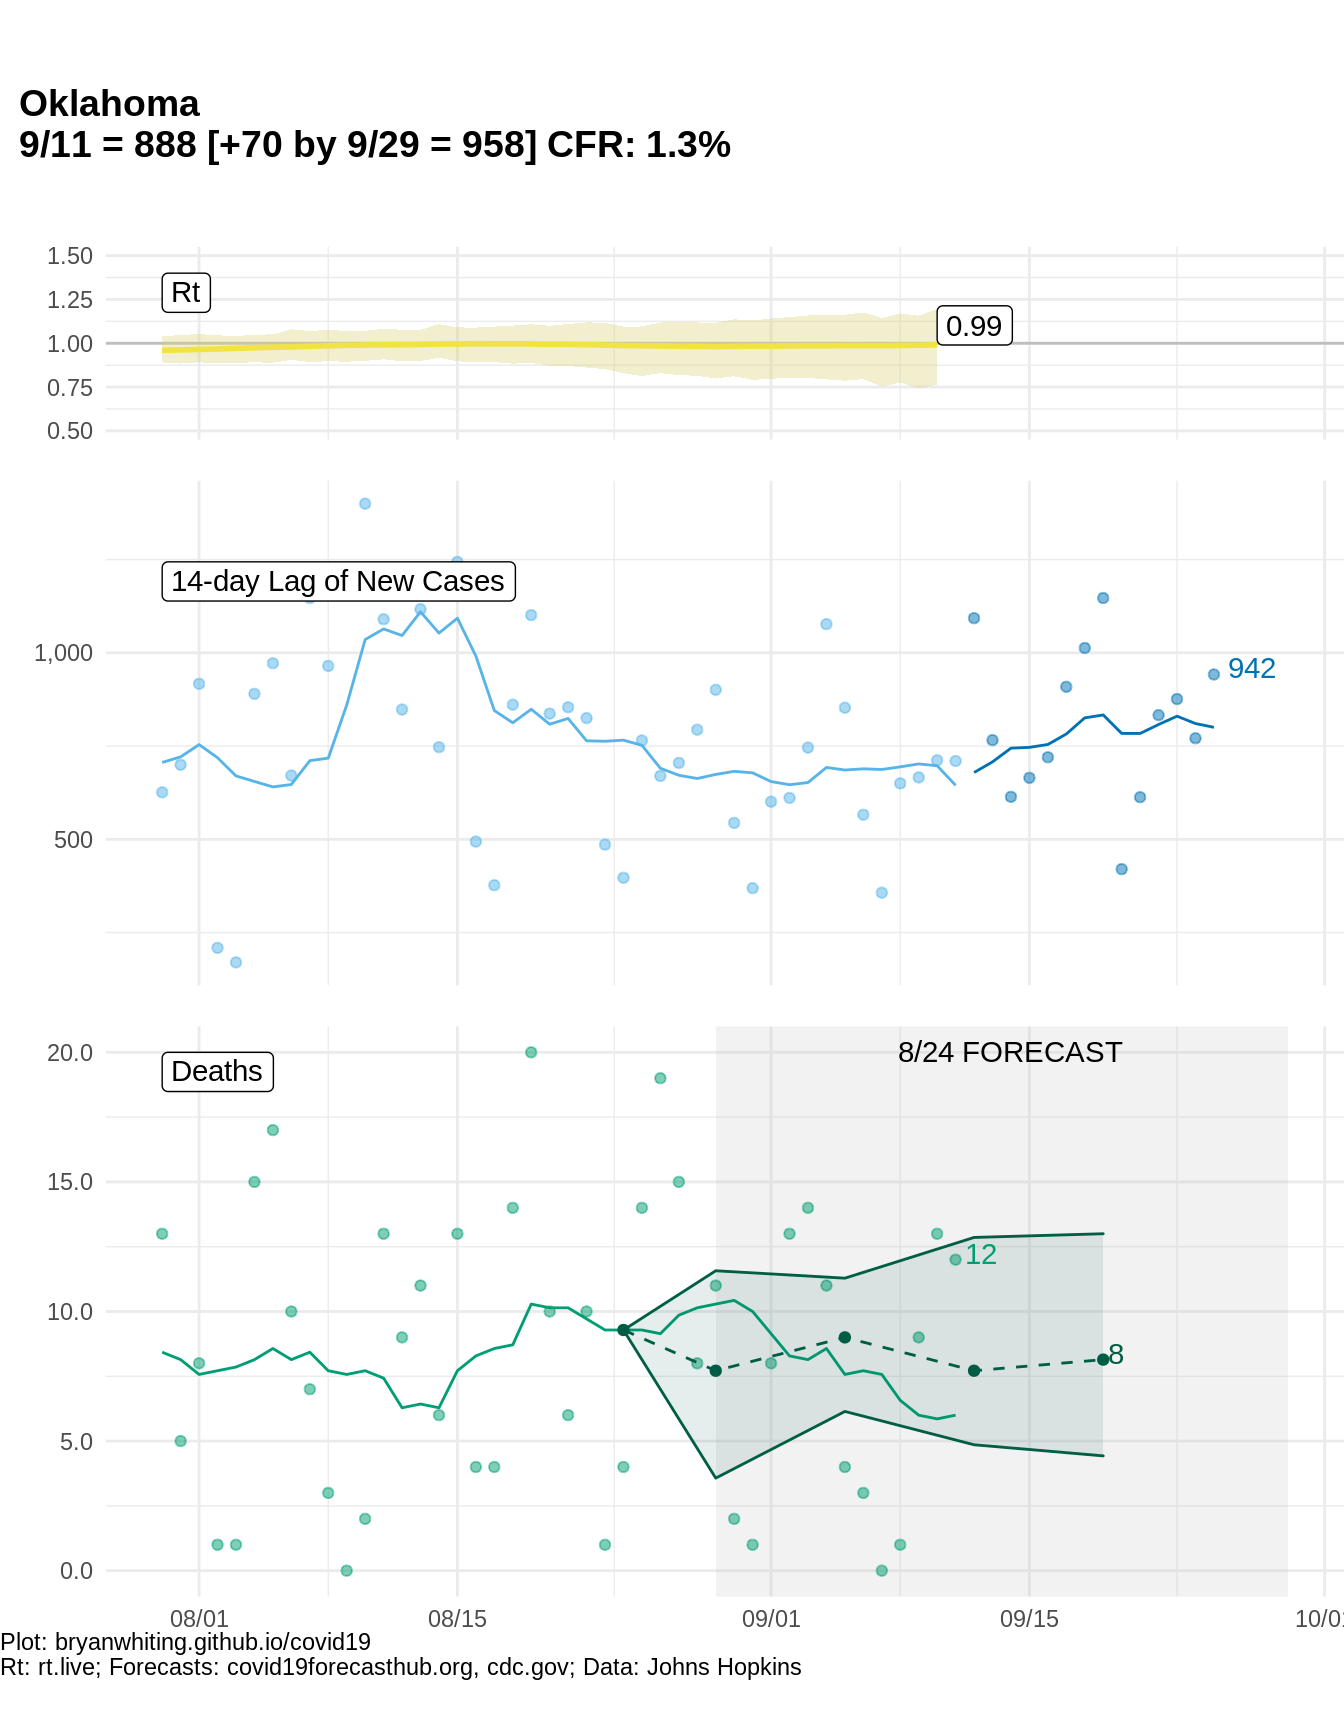 Oklahoma
9/11 = 888 [+70 by 9/29 = 958] CFR: 1.3%
1.50
1.25
1.00
0.75
0.50
Rt
0.99
14-day Lag of New Cases
1,000
500
942
20.0
15.0
10.0
5.0
0.0
Deaths
8/24 FORECAST
12
8
08/01
08/15
09/01
09/15
Plot: bryanwhiting.github.io/covid19
Rt: rt.live; Forecasts: covid19forecasthub.org, cdc.gov; Data: Johns Hopkins